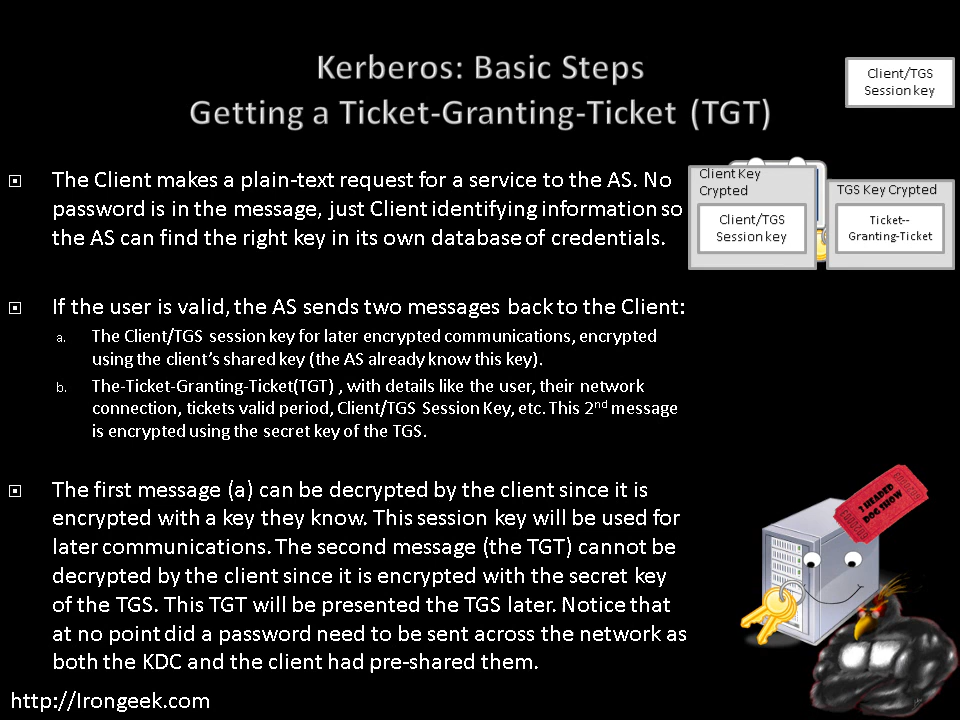 Kerberos: Basic Steps
Getting a Ticket-Granting-Ticket (TGT)
Client/TGS
Session key
The Client makes a plain-text request for a service to the AS. No
password is in the message, just Client identifying information so
the AS can find the right key in its own database of credentials.
Client Key
Crypted
Client/TGS
Session key
TGS Key Crypted
Ticket--
Granting-Ticket
If the user is valid, the AS sends two messages back to the Client:
a. The Client/TGS session key for later encrypted communications, encrypted
using the client's shared key (the AS already know this key).
b. The-Ticket-Granting-Ticket(TGT) , with details like the user, their network
connection, tickets valid period, Client/TGS Session Key, etc. This 2nd message
is encrypted using the secret key of the TGS.
The first message (a) can be decrypted by the client since it is
encrypted with a key they know. This session key will be used for
later communications. The second message (the TGT) cannot be
decrypted by the client since it is encrypted with the secret key
of the TGS. This TGT will be presented the TGS later. Notice that
at no point did a password need to be sent across the network as
both the KDC and the client had pre-shared them.
3 HEADED
DOG SHOW
http://Irongeek.com